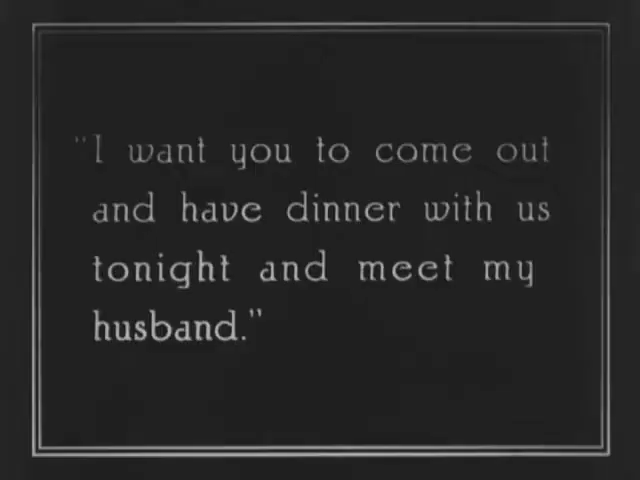 "I want you to come out
and have dinner with us
tonight and meet my
husband."